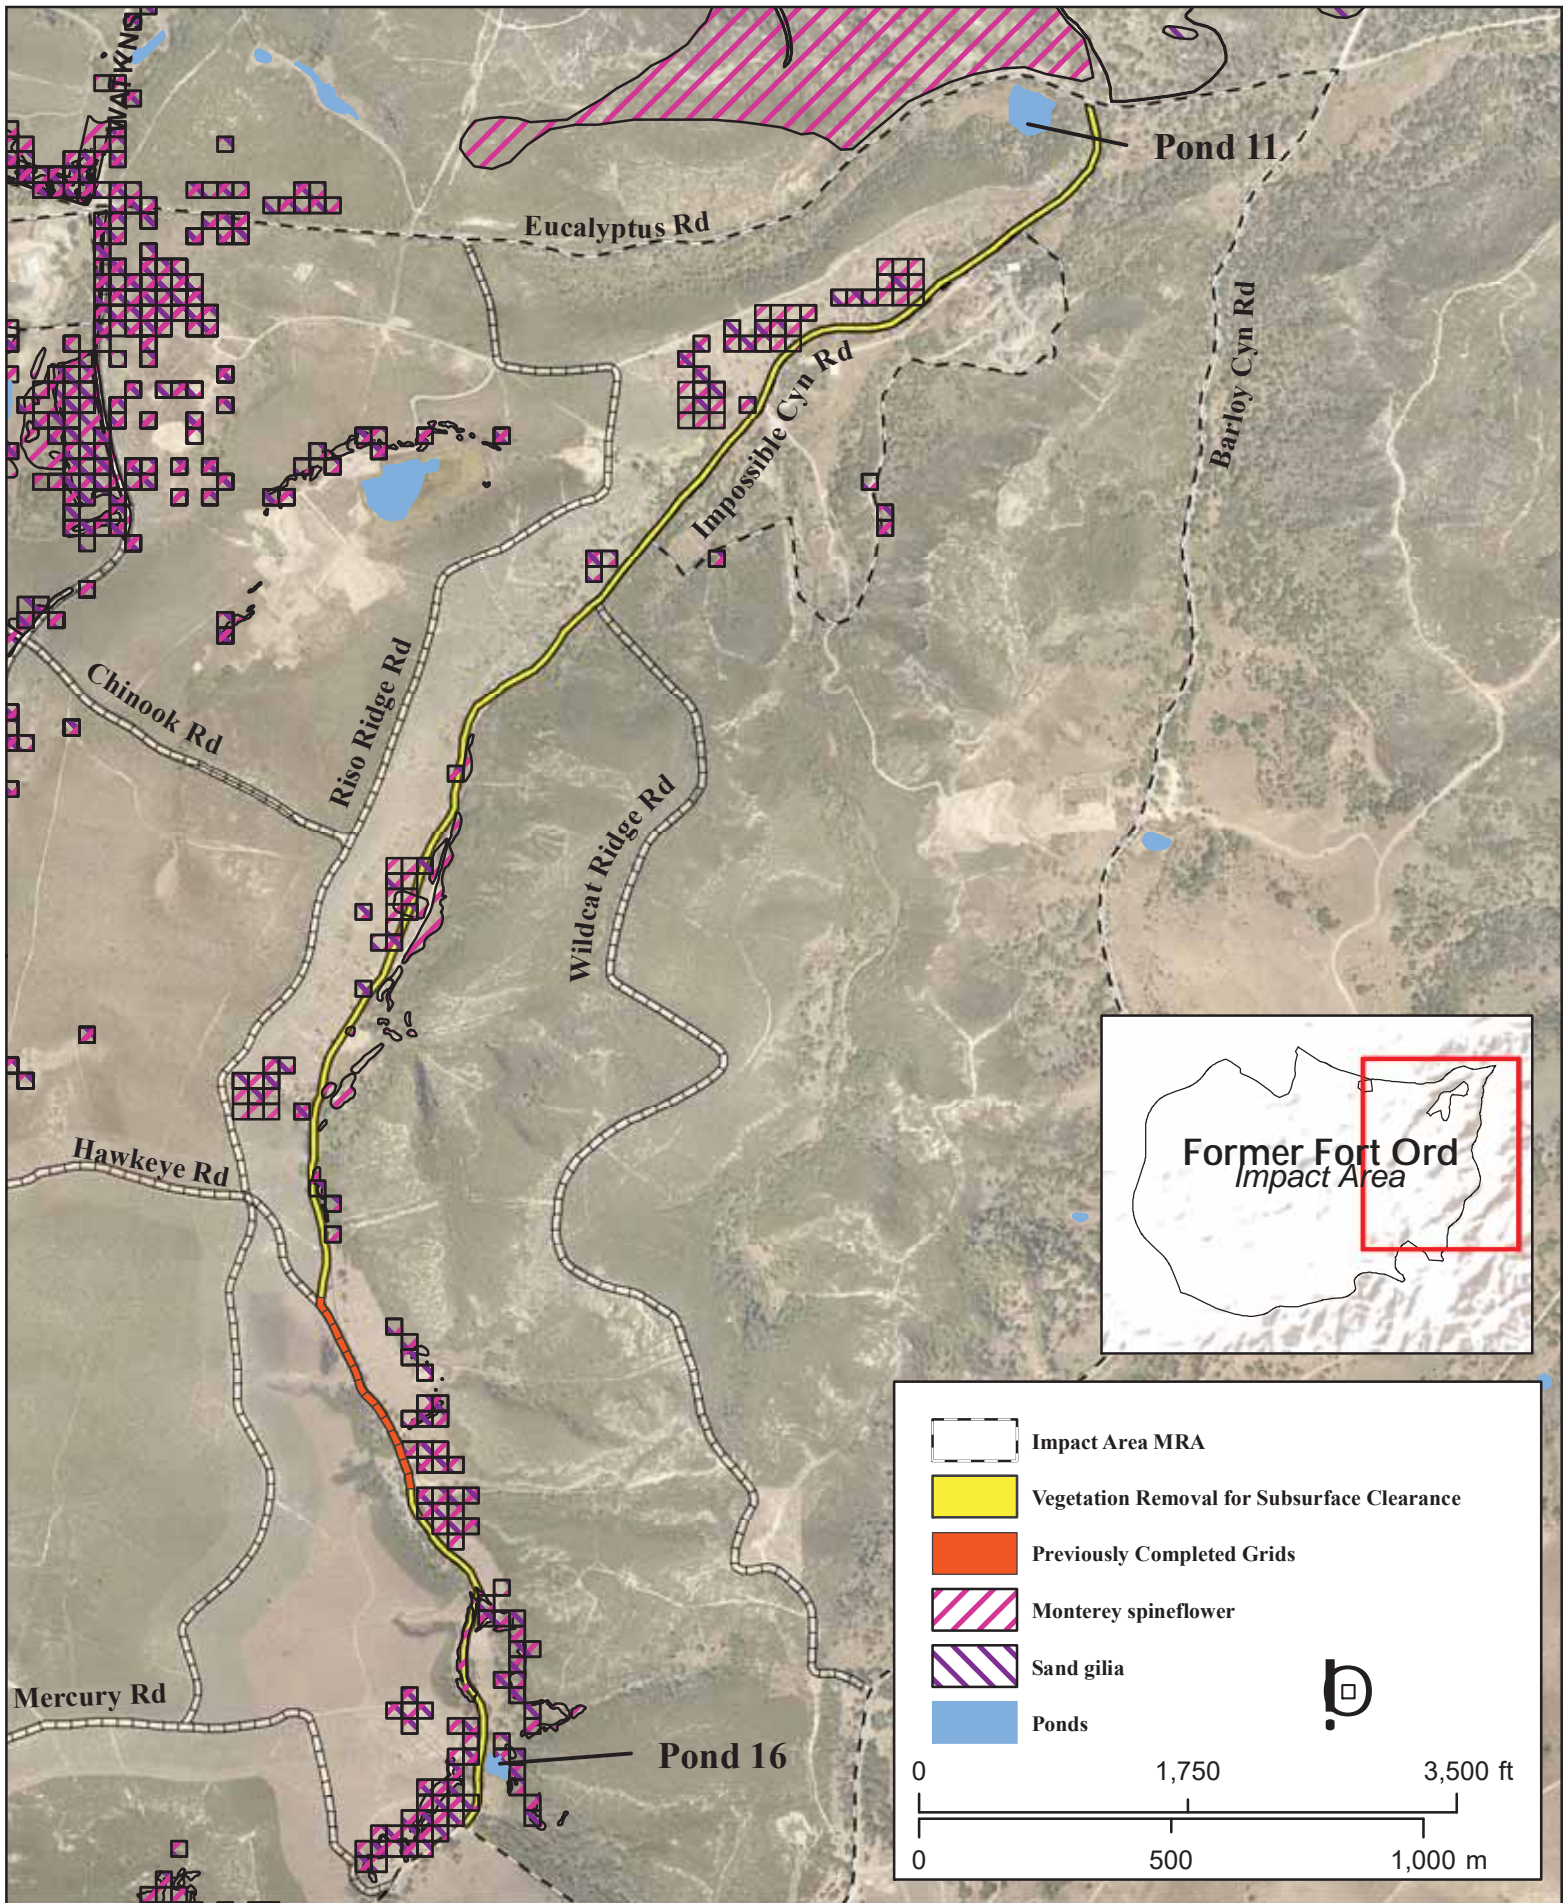 WATKINS
Pond 11
Eucalyptus Rd
Barloy Cyn Rd
Impossible Cyn Rd
Chinook Rd
Riso Ridge Rd
Wildcat Ridge Rd
Hawkeye Rd
Former Fort Ord
Impact Area
Mercury Rd
Pond 16
Impact Area MRA
Vegetation Removal for Subsurface Clearance
Previously Completed Grids
Monterey spineflower
Sand gilia
Ponds
0 1,750 3,500 ft
0 500 1,000 m